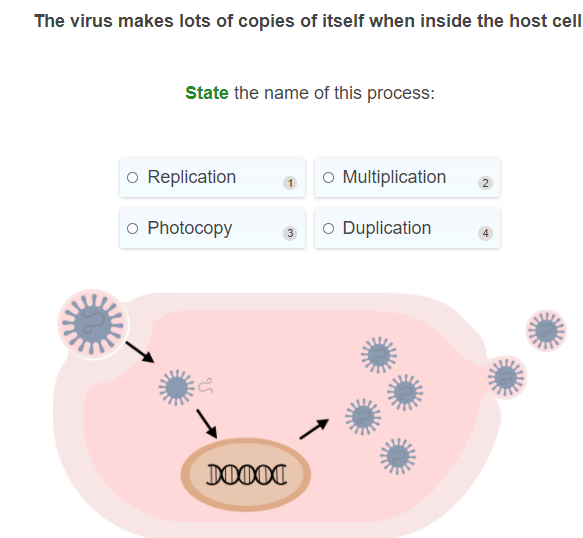 The virus makes lots of copies of itself when inside the host cell
State the name of this process:
Replication 1 Multiplication 2
Photocopy 3 Duplication 4